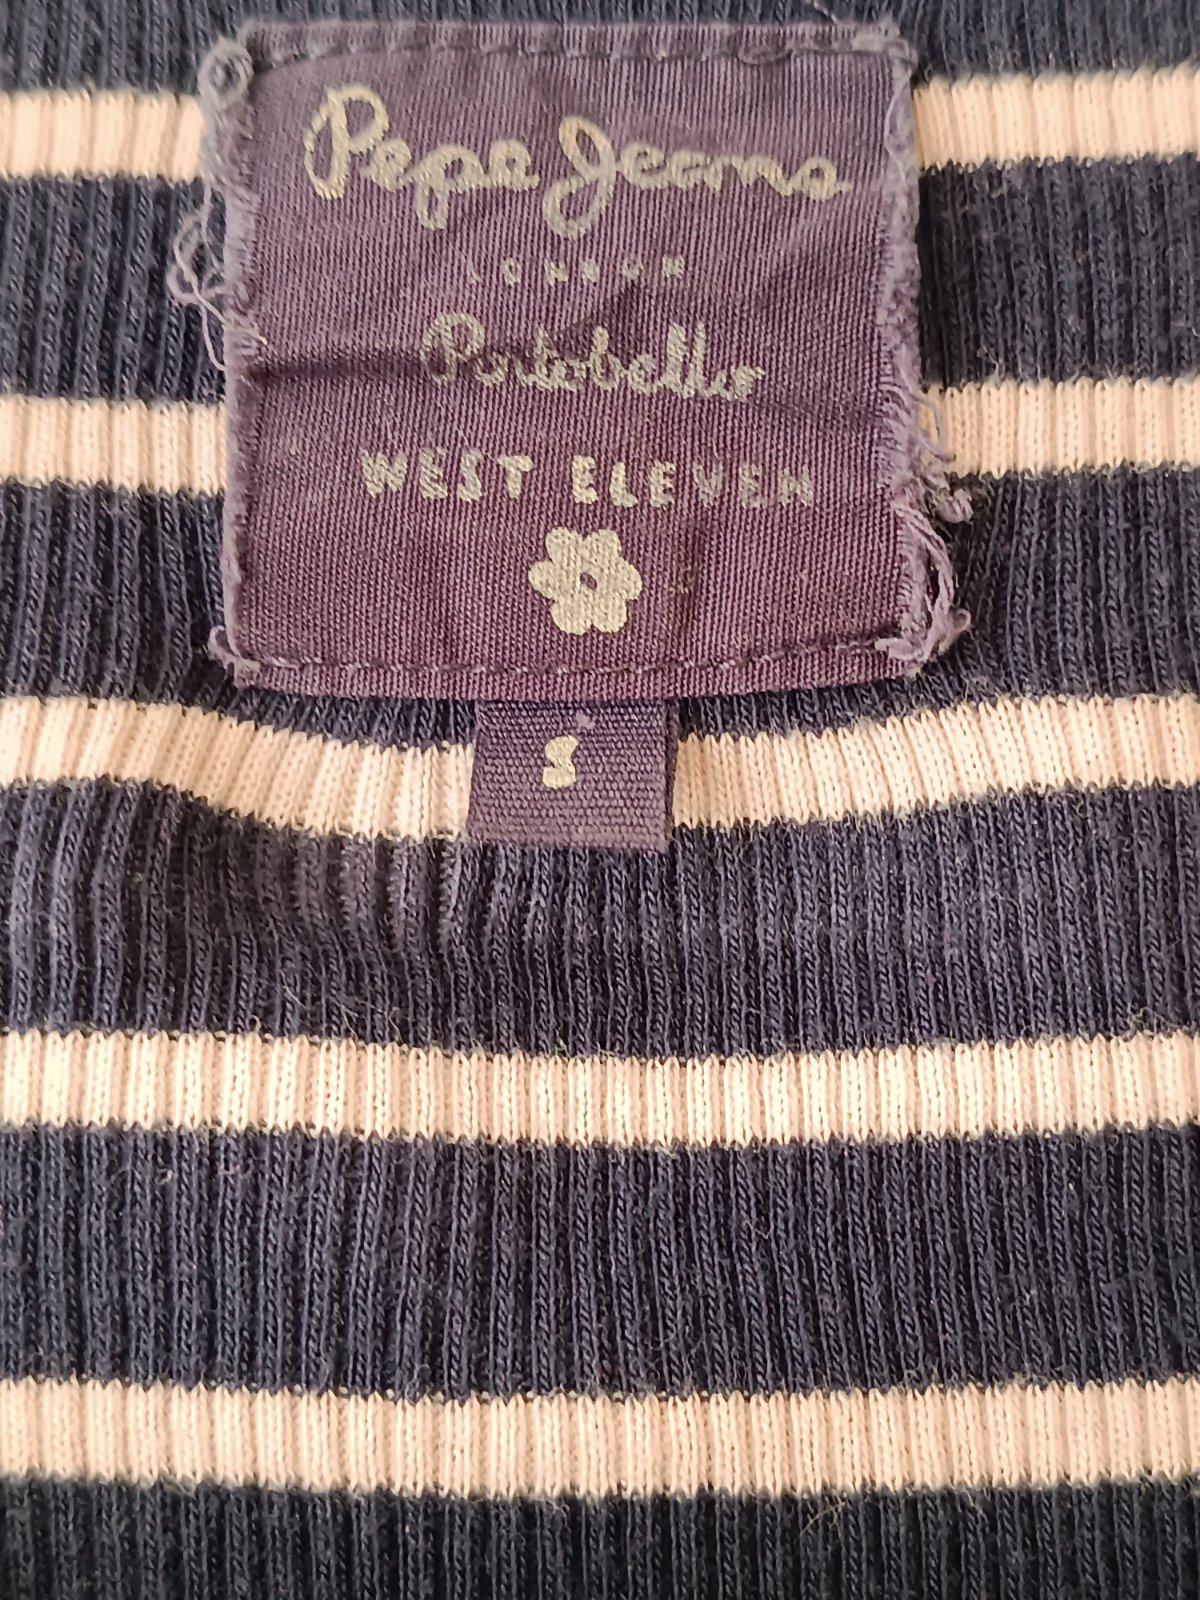 Pepe Jeans
LONDON
Portobello
WEST ELEVEN
S